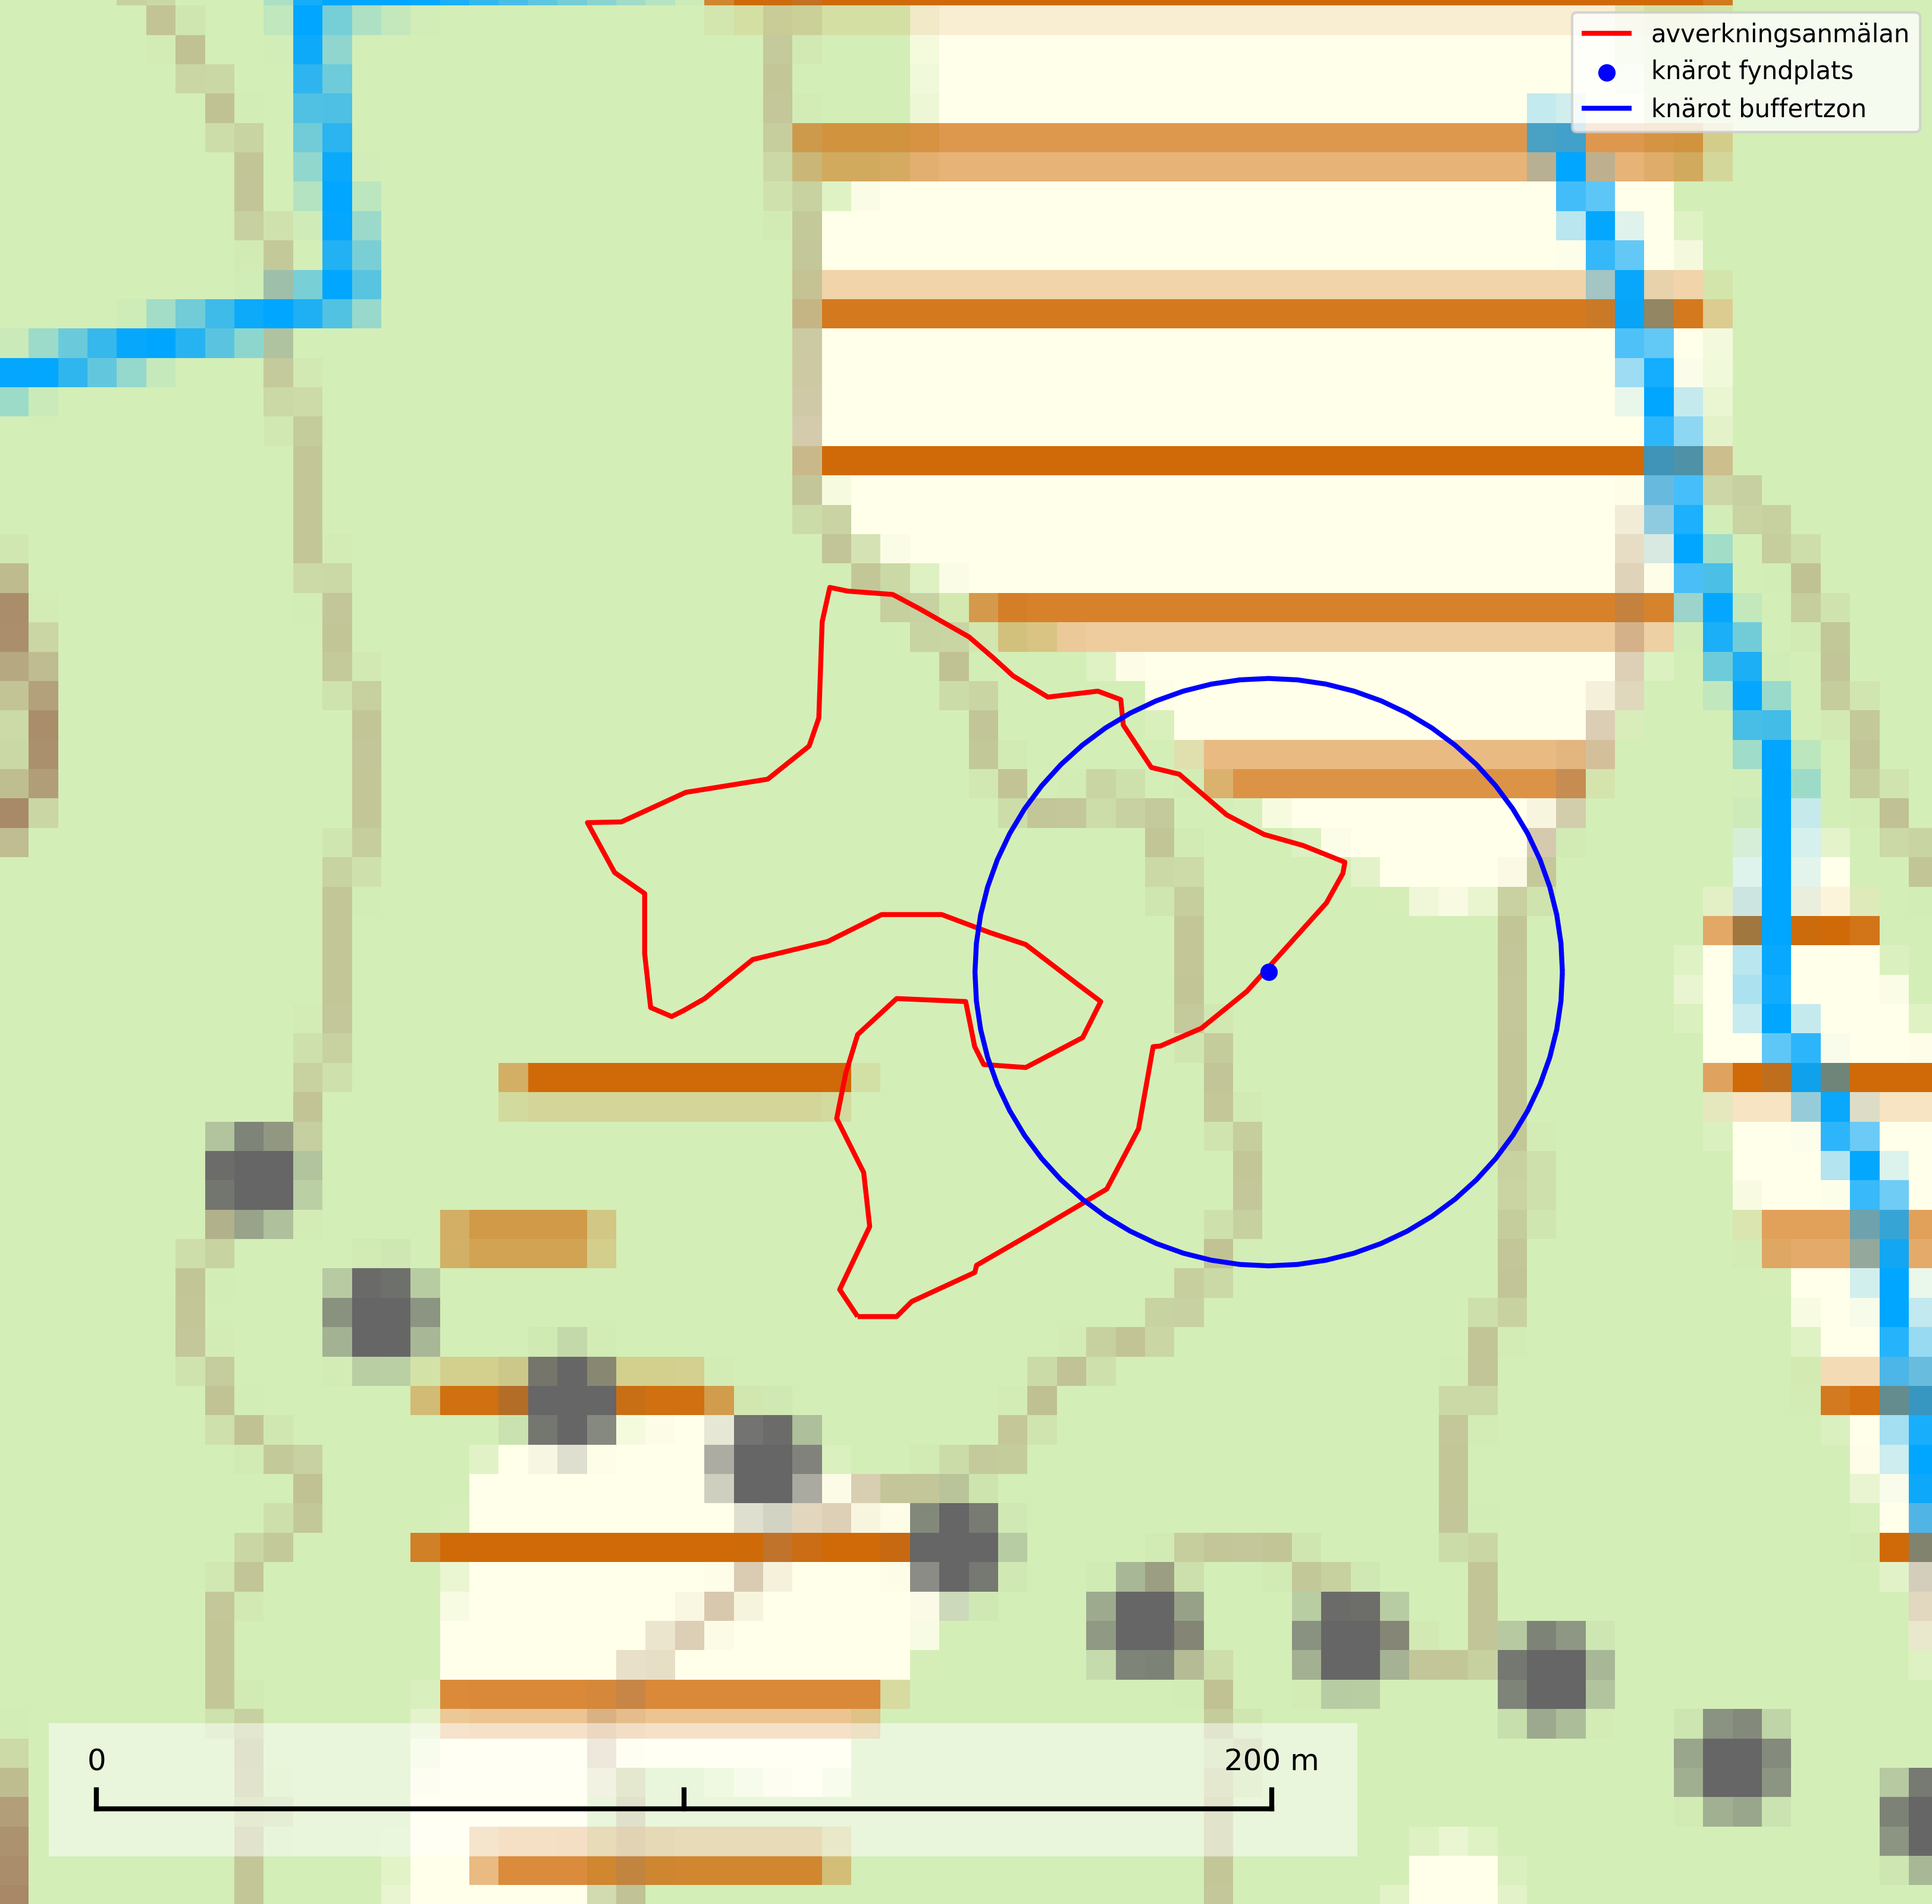 avverkningsanmälan
knärot fyndplats
knärot buffertzon
0
200 m